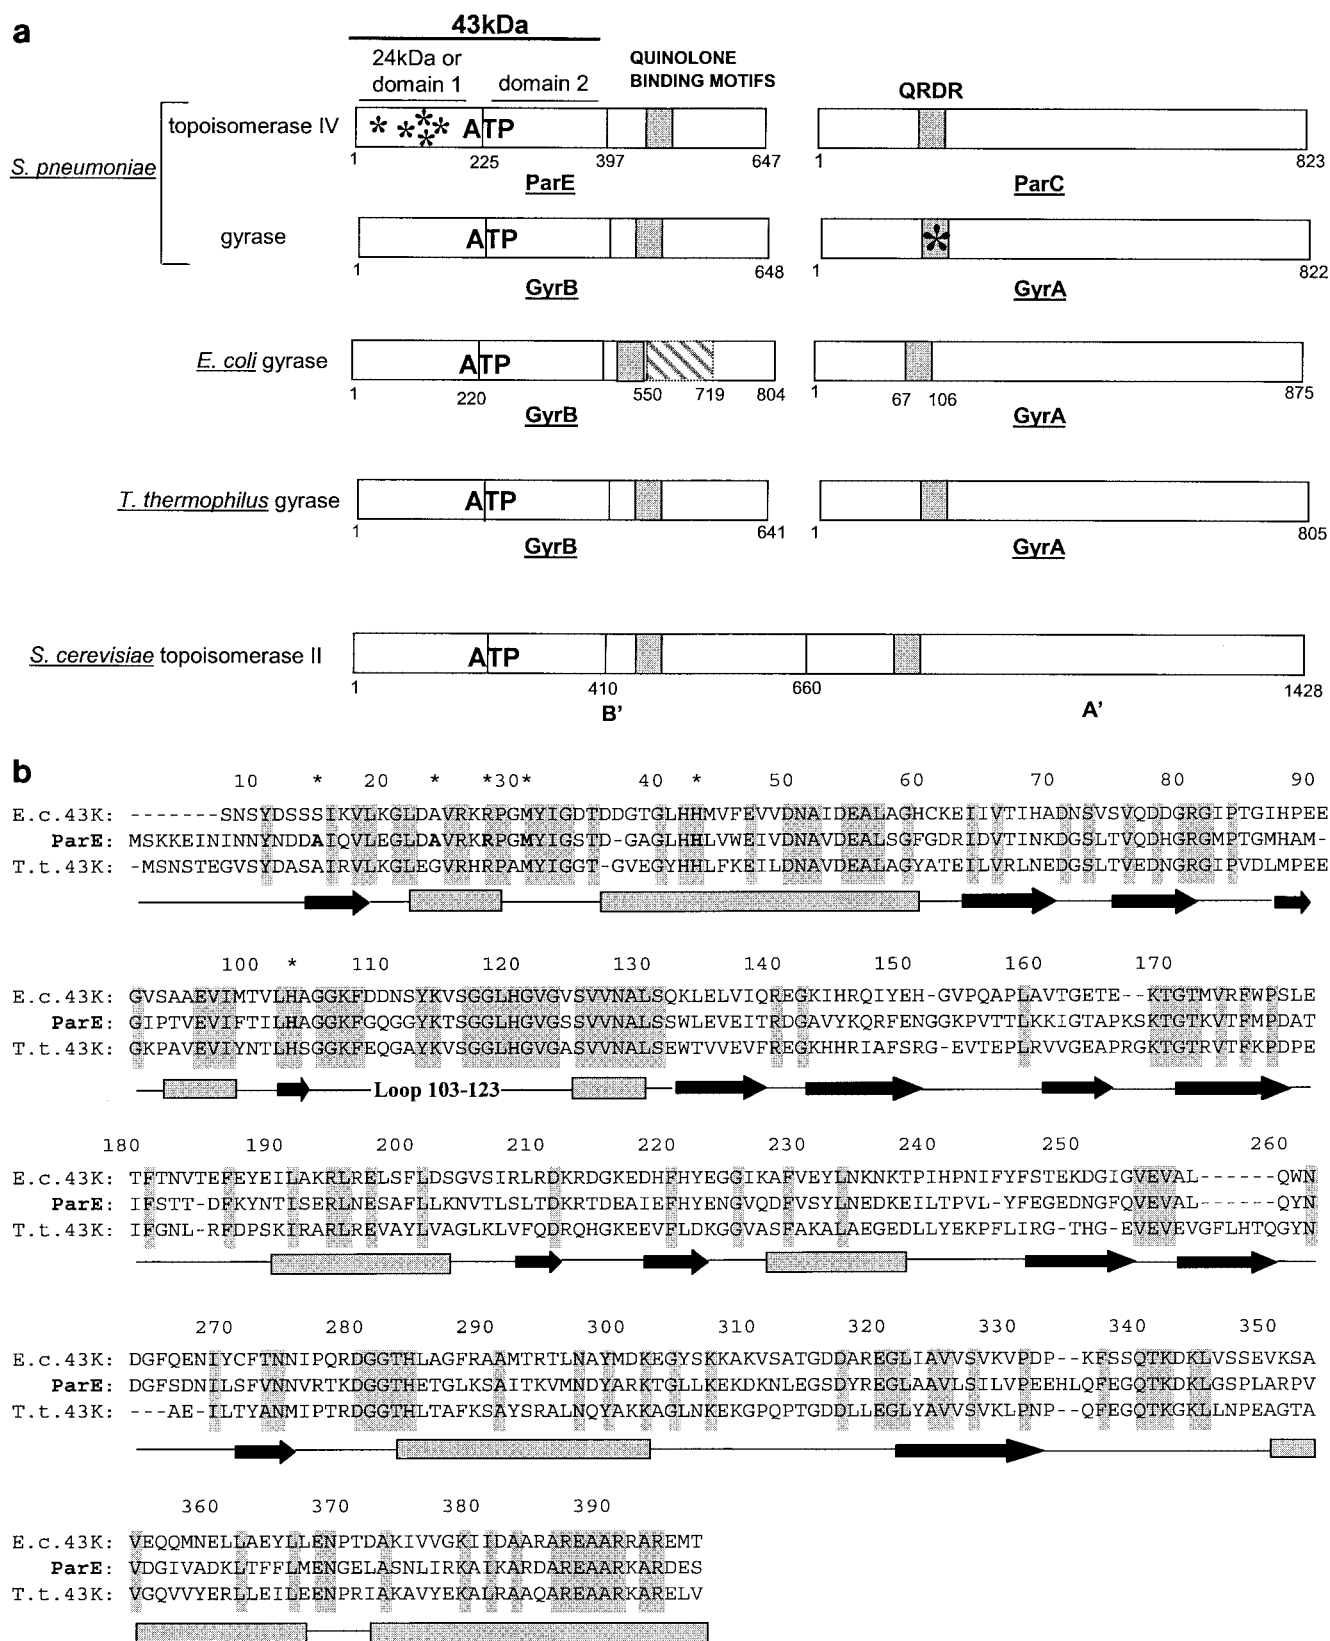 a
43kDa
24kDa or
domain 1
domain 2
QUINOLONE
BINDING MOTIFS
QRDR
S. pneumoniae
topoisomerase IV
* * * * *
ATP
1 225 397 647
ParE
1 823
ParC
gyrase
ATP
*
1 648
GyrB
1 822
GyrA
E. coli gyrase
ATP
1 220 550 719 804
GyrB
1 67 106 875
GyrA
T. thermophilus gyrase
ATP
1 641
GyrB
1 805
GyrA
S. cerevisiae topoisomerase II
ATP
1 410 660 1428
B’ A’
b
10 * 20 * *30 * 40 * 50 60 70 80 90
E.c.43K: -------SNSYDSSSIKVLKGLDAVRKRPGMYIGDTDDGTGLHHMVFEVVDNAIDEALAGHCKEIIVTIHADNSVSVQDDGRGIPTGIHPEE
ParE: MSKKEININNYNDDAIQVLEGLDAVRKRPGMYIGSTD-GAGLHHLVWEIVDNAVDEALSGFGDRIDVTINKDGSLTVQDHGRGMPTGMHAM-
T.t.43K: -MSNSTEGVSYDASAIRVLKGLEGVRHRPAMYIGGT-GVEGYHHLFKEILDNAVDEALAGYATEILVRLNEDGSLTVEDNGRGIPVDLMPEE
100 * 110 120 130 140 150 160 170
E.c.43K: GVSAAEVIMTVLHAGGKFDDNSYKVSGGLHGVGVSVVNALSQKLELVIQREGKIHRQIYEH-GVPQAPLAVTGETE--KTGTMVRFWPSLE
ParE: GIPTVEVIFTILHAGGKFGQGGYKTSGGLHGVGSSVVNALSSWLEVEITRDGAVYKQRFENGGKPVTTLKKIGTAPKSKTGTKVTFMPDAT
T.t.43K: GKPAVEVIYNTLHSGGKFEQGAYKVSGGLHGVGASVVNALSEWTVVEVFREGKHHRIAFSRG-EVTEPLRVVGEAPRGKTGTRVTFKPDPE
Loop 103-123
180 190 200 210 220 230 240 250 260
E.c.43K: TFTNVTEFEYEILAKRLRELSFLDSGVSIRLRDKRDGKEDHFHYEGGIKAFVEYLNKNKTPIHPNIFYFSTEKDGIGVEVAL------QWN
ParE: IFSTT-DFKYNTISERLNESAFLLKNVTLSLTDKRTDEAIEFHYENGVQDFVSYLNEDKEILTPVL-YFEGEDNGFQVEVAL------QYN
T.t.43K: IFGNL-RFDPSKIRARLREVAYLVAGLKLVFQDRQHGKEEVFLDKGGVASFAKALAEGEDLLYEKPFLIRG-THG-EVEVEVGFLHTQGYN
270 280 290 300 310 320 330 340 350
E.c.43K: DGFQENIYCFTNNIPQRDGGTHLAGFRAAMTRTLNAYMDKEGYSKKAKVSATGDDAREGLIAVVSVKVPDP--KFSSQTKDKLVSSEVKSA
ParE: DGFSDNILSFVNNVRTKDGGTHETGLKSAITKVMNDYARKTGLLKEKDKNLEGSDYREGLAAVLSILVPEEHLQFEGQTKDKLGSPLARPV
T.t.43K: ---AE-ILTYANMIPTRDGGTHLTAFKSAYSRALNQYAKKAGLNKEKGPQPTGDDLLEGLYAVVSVKLPNP--QFEGQTKGKLLNPEAGTA
360 370 380 390
E.c.43K: VEQQMNELLAEYLLENPTDAKIVVGKIIDAARAREAARRAREMT
ParE: VDGIVADKLTFFLMENGELASNLIRKAIKARDAREAARKARDES
T.t.43K: VGQVVYERLLEILEENPRIAKAVYEKALRAAQAREAARKARELV